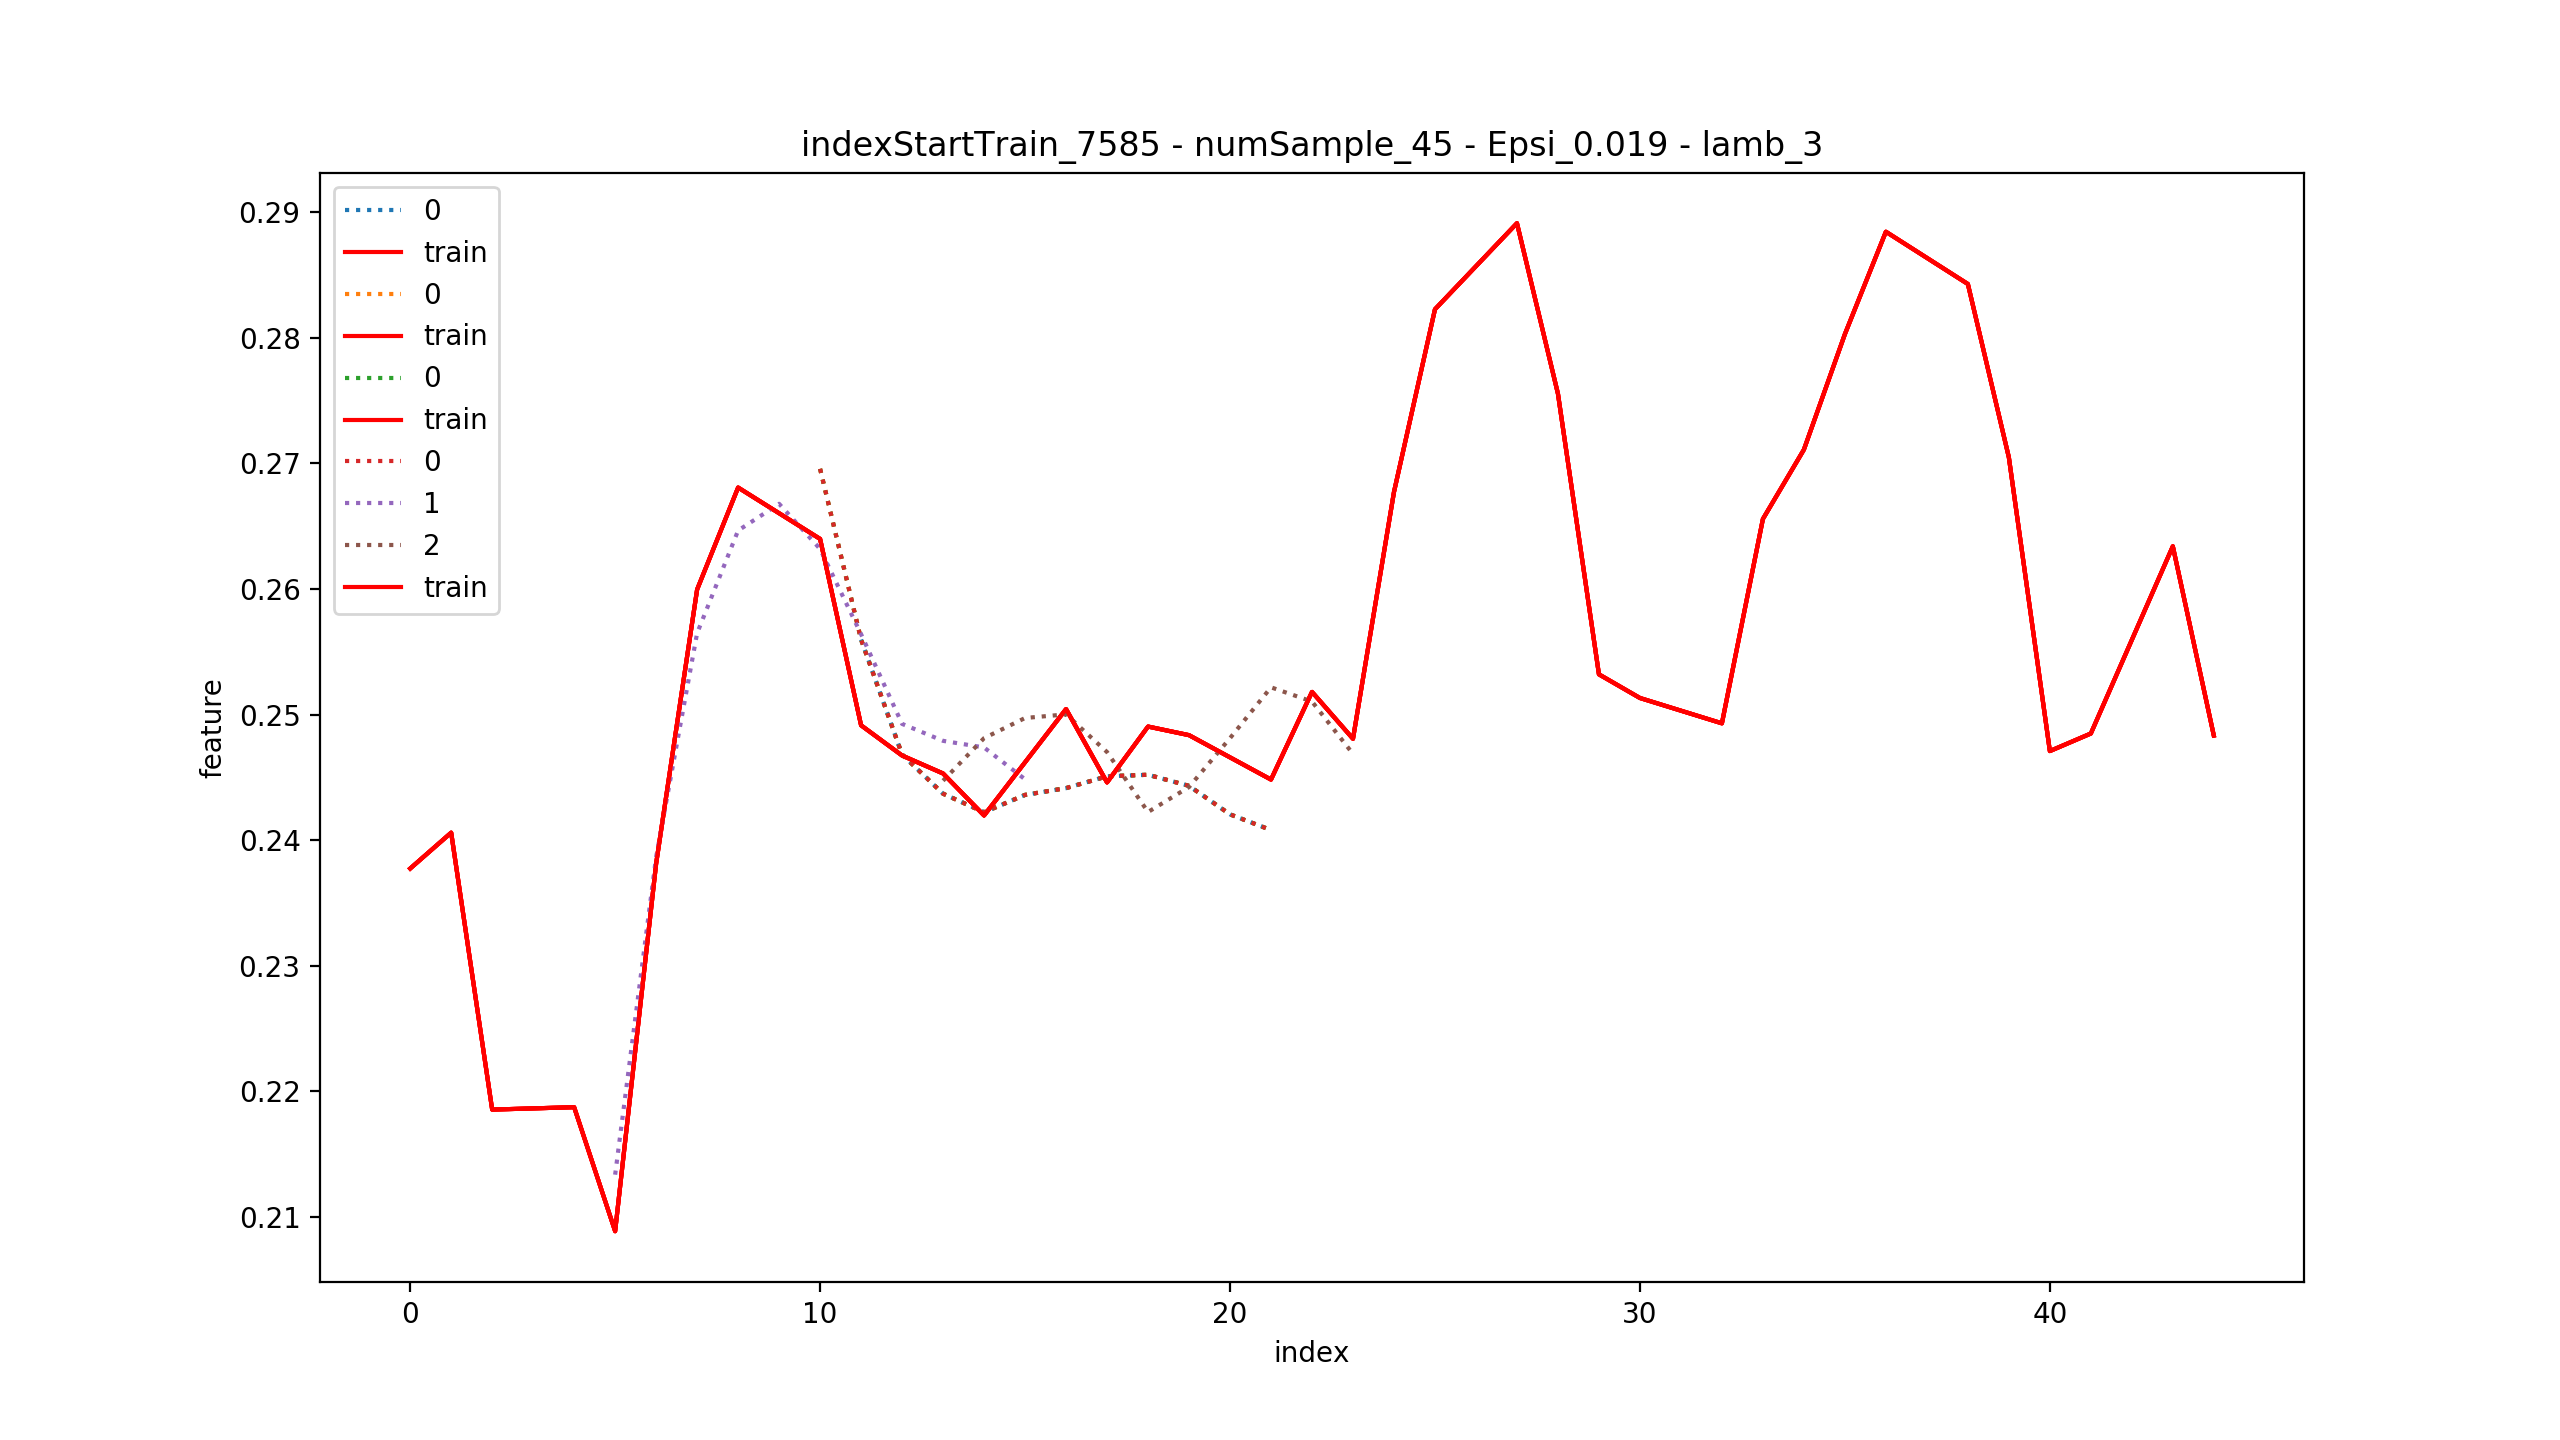 indexStartTrain_7585 - numSample_45 - Epsi_0.019 - lamb_3
0
train
0
train
0
train
0
1
2
train
0.29
0.28
0.27
0.26
0.25
0.24
0.23
0.22
0.21
feature
0 10 20 30 40
index